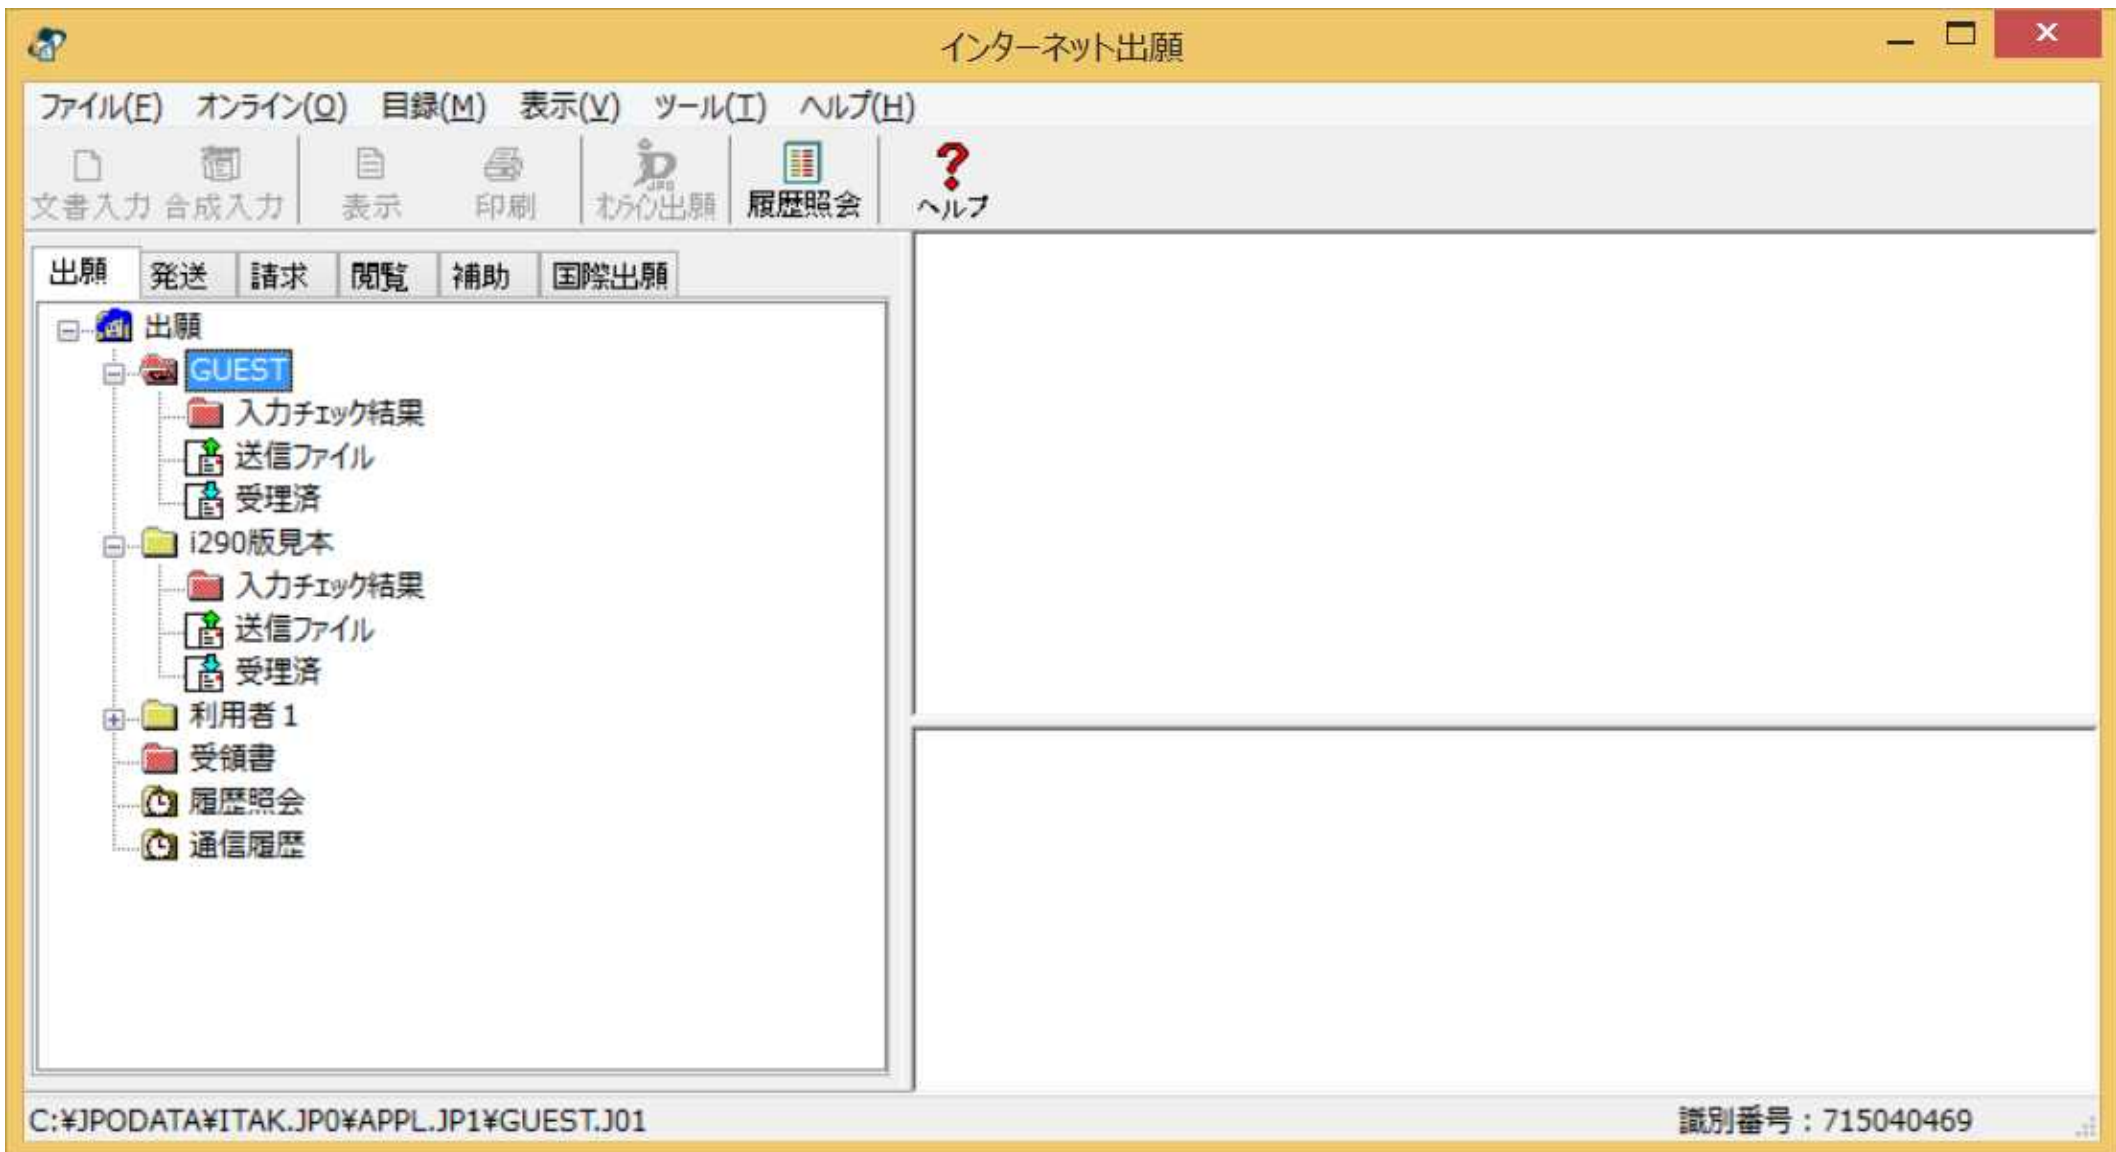 インターネット出願
ファイル(F) オンライン(O) 目録(M) 表示(V) ツール(T) ヘルプ(H)
文書入力 合成入力 表示 印刷 オンライン出願 履歴照会 ヘルプ
出願 発送 請求 閲覧 補助 国際出願
出願
GUEST
入力チェック結果
送信ファイル
受理済
i290版見本
入力チェック結果
送信ファイル
受理済
利用者1
受領書
履歴照会
通信履歴
C:¥JPODATA¥ITAK.JP0¥APPL.JP1¥GUEST.J01 識別番号：715040469